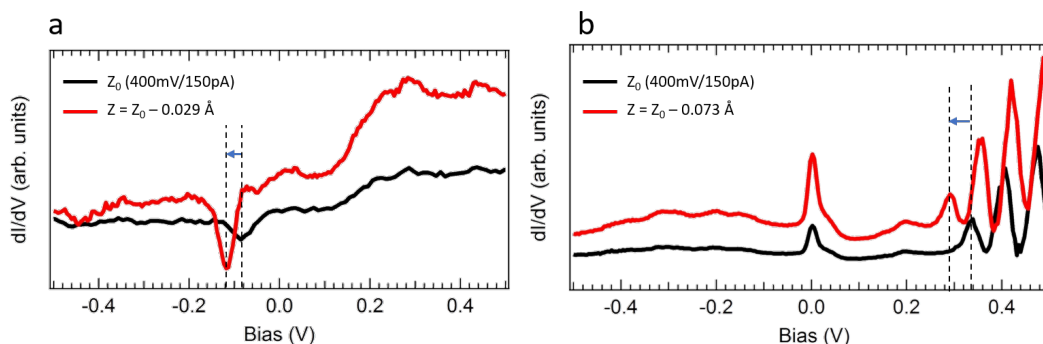 a
Z₀ (400mV/150pA)
Z = Z₀ – 0.029 Å
dI/dV (arb. units)
-0.4 -0.2 0.0 0.2 0.4
Bias (V)
b
Z₀ (400mV/150pA)
Z = Z₀ – 0.073 Å
dI/dV (arb. units)
-0.4 -0.2 0.0 0.2 0.4
Bias (V)